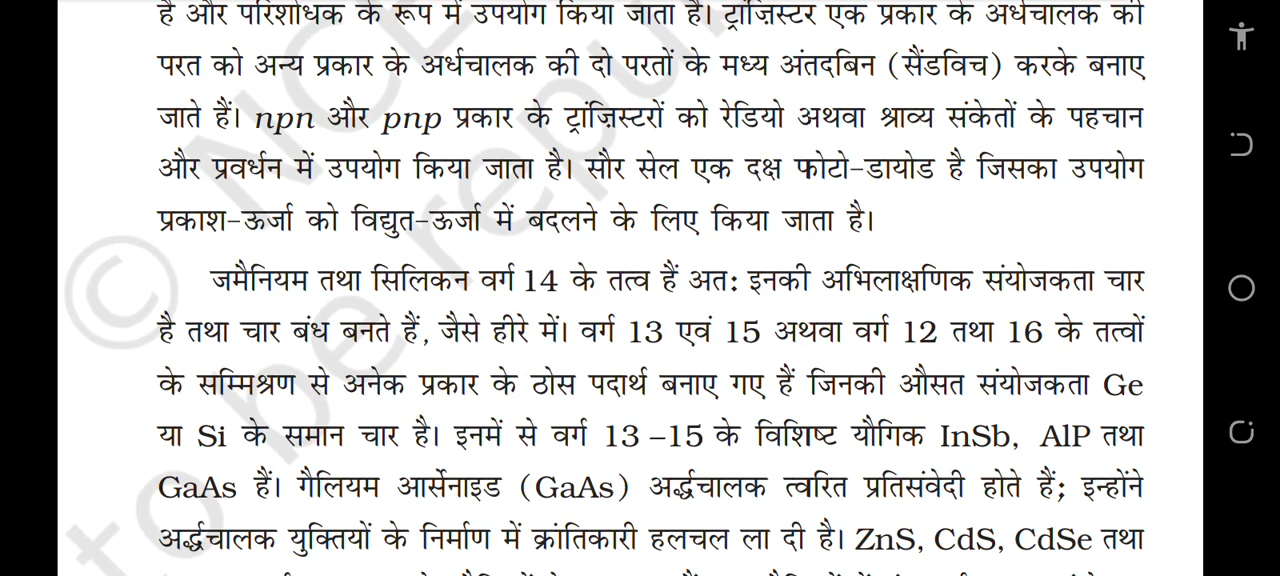 है और परिशोधक के रूप में उपयोग किया जाता है। ट्रांज़िस्टर एक प्रकार के अर्धचालक की
परत को अन्य प्रकार के अर्धचालक की दो परतों के मध्य अंतदबिन (सैंडविच) करके बनाए
जाते हैं। npn और pnp प्रकार के ट्रांज़िस्टरों को रेडियो अथवा श्राव्य संकेतों के पहचान
और प्रवर्धन में उपयोग किया जाता है। सौर सेल एक दक्ष फोटो-डायोड है जिसका उपयोग
प्रकाश-ऊर्जा को विद्युत-ऊर्जा में बदलने के लिए किया जाता है।
जमैनियम तथा सिलिकन वर्ग 14 के तत्व हैं अत: इनकी अभिलाक्षणिक संयोजकता चार
है तथा चार बंध बनते हैं, जैसे हीरे में। वर्ग 13 एवं 15 अथवा वर्ग 12 तथा 16 के तत्वों
के सम्मिश्रण से अनेक प्रकार के ठोस पदार्थ बनाए गए हैं जिनकी औसत संयोजकता Ge
या Si के समान चार है। इनमें से वर्ग 13 –15 के विशिष्ट यौगिक InSb, AlP तथा
GaAs हैं। गैलियम आर्सेनाइड (GaAs) अर्द्धचालक त्वरित प्रतिसंवेदी होते हैं; इन्होंने
अर्द्धचालक युक्तियों के निर्माण में क्रांतिकारी हलचल ला दी है। ZnS, CdS, CdSe तथा